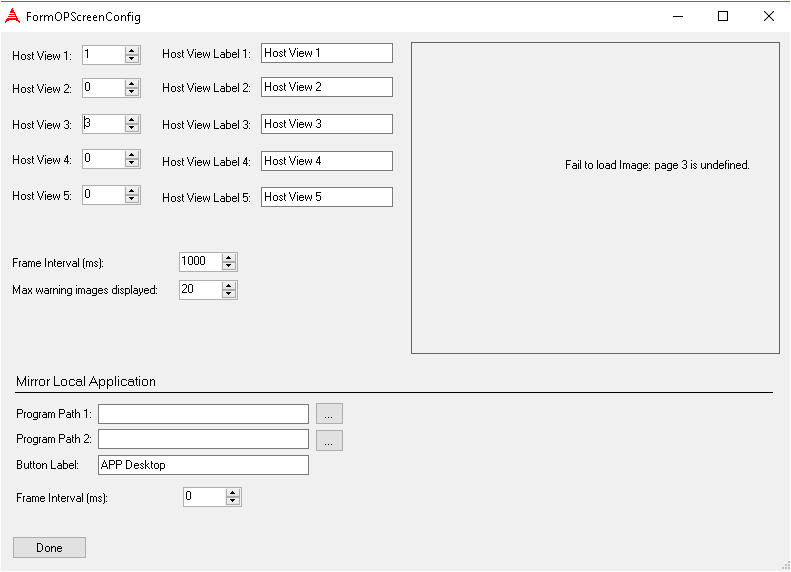 FormOPScreenConfig
Host View 1: 1 Host View Label 1: Host View 1
Host View 2: 0 Host View Label 2: Host View 2
Host View 3: 3 Host View Label 3: Host View 3
Host View 4: 0 Host View Label 4: Host View 4
Host View 5: 0 Host View Label 5: Host View 5
Fail to load Image: page 3 is undefined.
Frame Interval (ms): 1000
Max warning images displayed: 20
Mirror Local Application
Program Path 1: ...
Program Path 2: ...
Button Label: APP Desktop
Frame Interval (ms): 0
Done